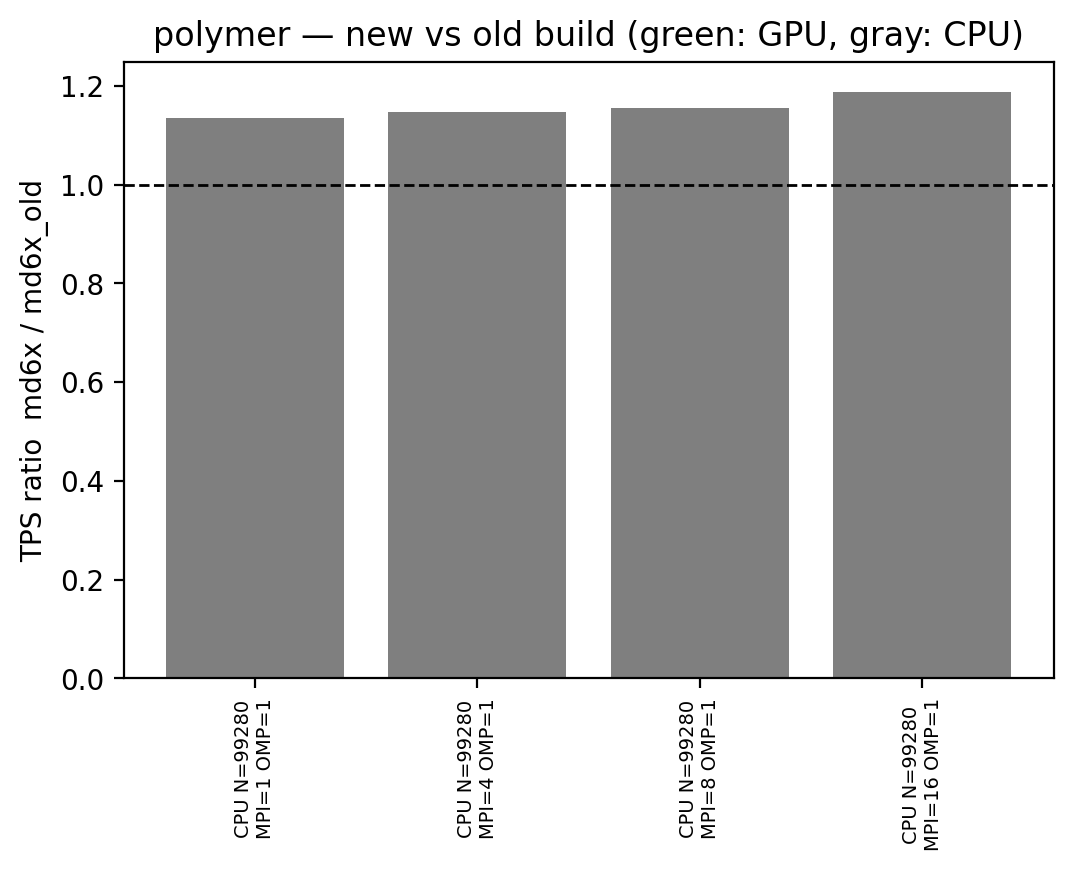 polymer — new vs old build (green: GPU, gray: CPU)
TPS ratio  md6x / md6x_old
1.2
1.0
0.8
0.6
0.4
0.2
0.0
CPU N=99280
MPI=1 OMP=1
CPU N=99280
MPI=4 OMP=1
CPU N=99280
MPI=8 OMP=1
CPU N=99280
MPI=16 OMP=1